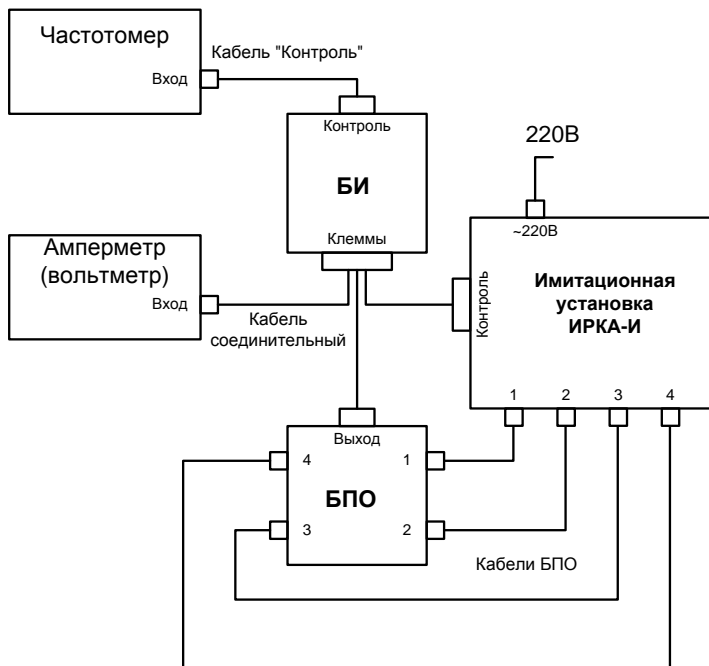 Частотомер
Вход
Кабель "Контроль"
Контроль
БИ
Клеммы
220В
~220В
Амперметр
(вольтметр)
Вход
Кабель
соединительный
Контроль
Имитационная
установка
ИРКА-И
1 2 3 4
Выход
4 1
БПО
3 2
Кабели БПО